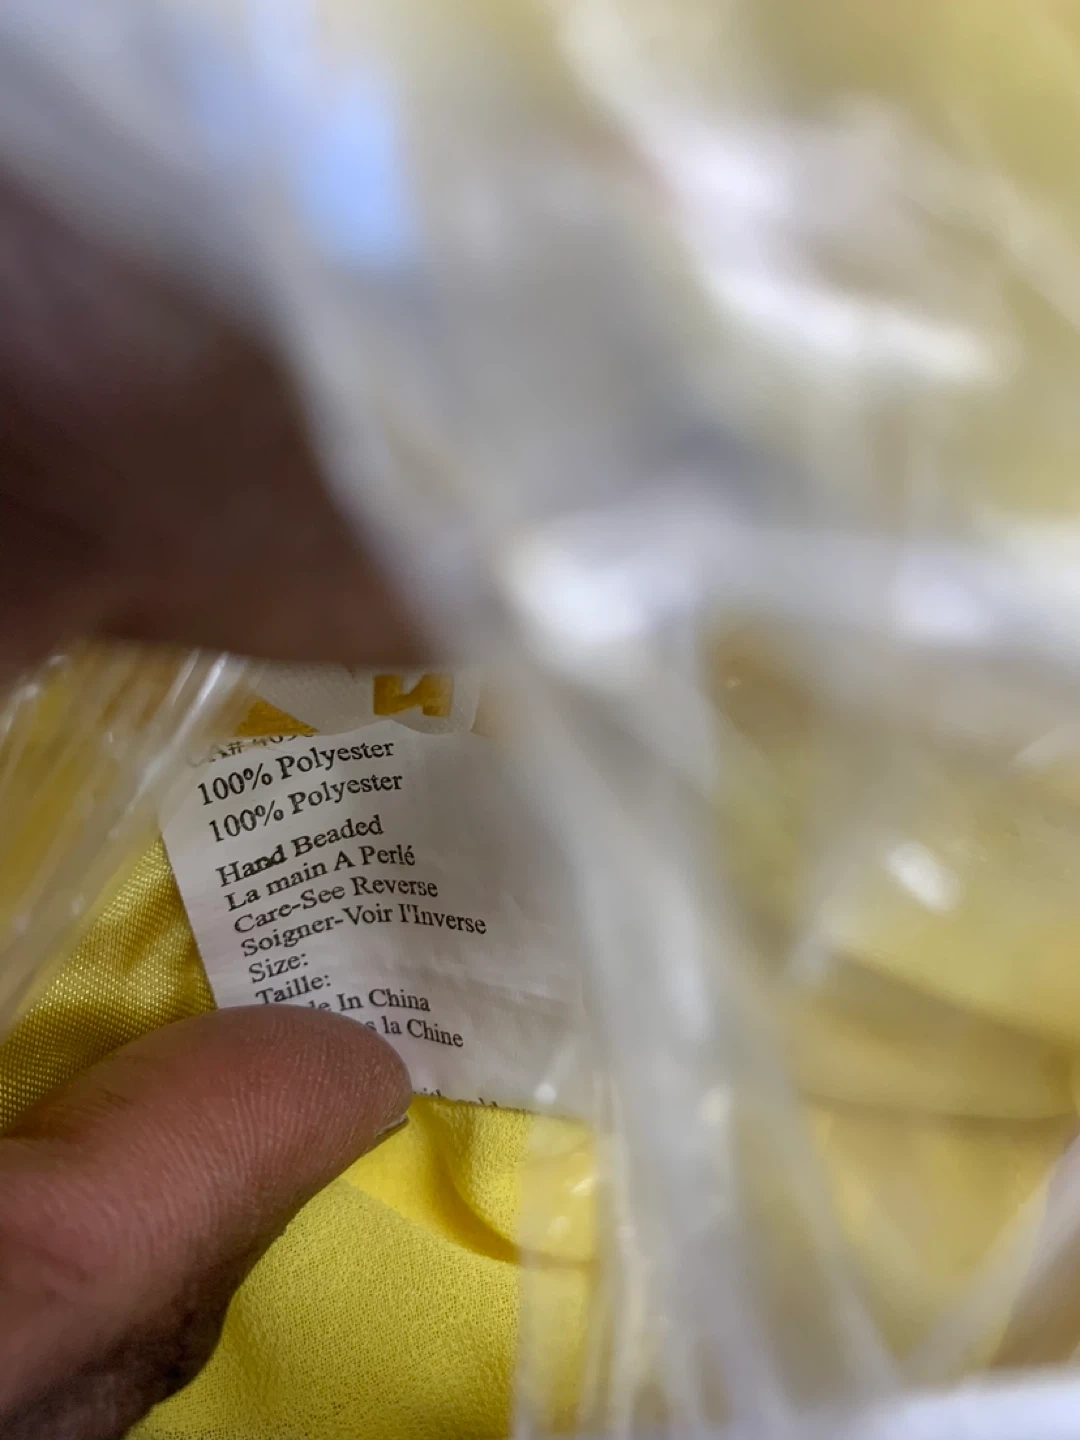 100% Polyester
100% Polyester
Hand Beaded
La main A Perlé
Care-See Reverse
Soigner-Voir l'Inverse
Size:
Taille:
In China
la Chine